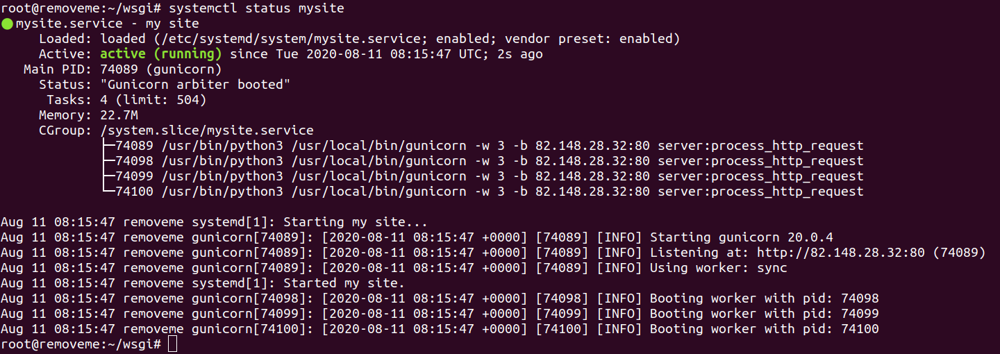 root@removeme:~/wsgi# systemctl status mysite
● mysite.service - my site
Loaded: loaded (/etc/systemd/system/mysite.service; enabled; vendor preset: enabled)
Active: active (running) since Tue 2020-08-11 08:15:47 UTC; 2s ago
Main PID: 74089 (gunicorn)
Status: "Gunicorn arbiter booted"
Tasks: 4 (limit: 504)
Memory: 22.7M
CGroup: /system.slice/mysite.service
├─74089 /usr/bin/python3 /usr/local/bin/gunicorn -w 3 -b 82.148.28.32:80 server:process_http_request
├─74098 /usr/bin/python3 /usr/local/bin/gunicorn -w 3 -b 82.148.28.32:80 server:process_http_request
├─74099 /usr/bin/python3 /usr/local/bin/gunicorn -w 3 -b 82.148.28.32:80 server:process_http_request
└─74100 /usr/bin/python3 /usr/local/bin/gunicorn -w 3 -b 82.148.28.32:80 server:process_http_request
Aug 11 08:15:47 removeme systemd[1]: Starting my site...
Aug 11 08:15:47 removeme gunicorn[74089]: [2020-08-11 08:15:47 +0000] [74089] [INFO] Starting gunicorn 20.0.4
Aug 11 08:15:47 removeme gunicorn[74089]: [2020-08-11 08:15:47 +0000] [74089] [INFO] Listening at: http://82.148.28.32:80 (74089)
Aug 11 08:15:47 removeme gunicorn[74089]: [2020-08-11 08:15:47 +0000] [74089] [INFO] Using worker: sync
Aug 11 08:15:47 removeme systemd[1]: Started my site.
Aug 11 08:15:47 removeme gunicorn[74098]: [2020-08-11 08:15:47 +0000] [74098] [INFO] Booting worker with pid: 74098
Aug 11 08:15:47 removeme gunicorn[74099]: [2020-08-11 08:15:47 +0000] [74099] [INFO] Booting worker with pid: 74099
Aug 11 08:15:47 removeme gunicorn[74100]: [2020-08-11 08:15:47 +0000] [74100] [INFO] Booting worker with pid: 74100
root@removeme:~/wsgi#